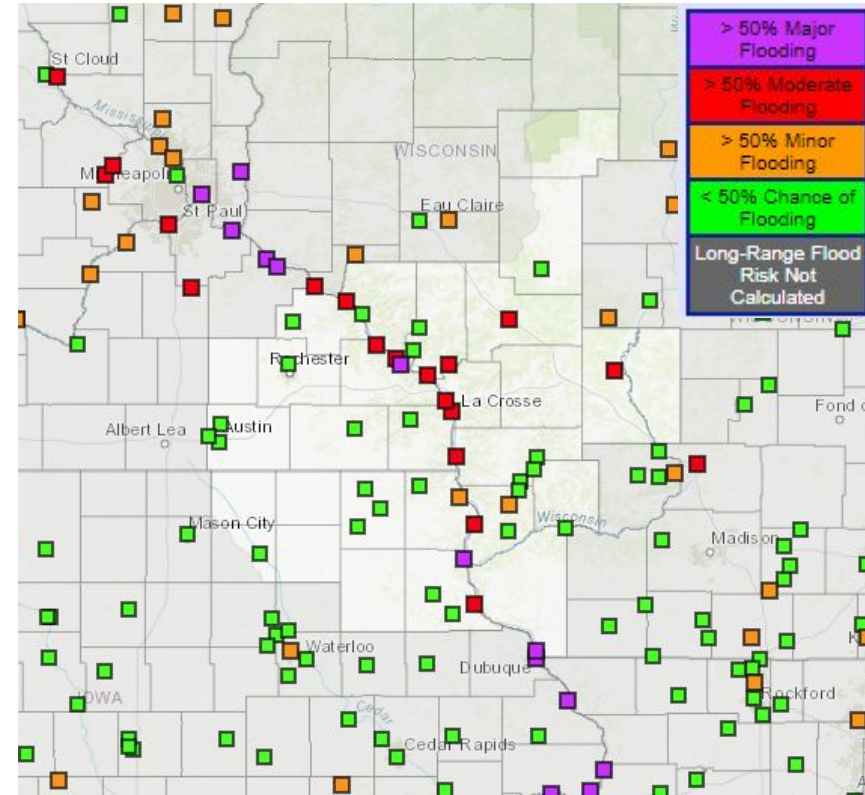 St Cloud
Mississi
WISCONSIN
Eau Claire
St Paul
Rochester
La Crosse
Albert Lea
Austin
Mason City
Wisconsin
Madison
Fond
Waterloo
Dubuque
IOWA
Cedar
Rockford
Cedar Rapids
> 50% Major
Flooding
> 50% Moderate
Flooding
> 50% Minor
Flooding
< 50% Chance of
Flooding
Long-Range Flood
Risk Not
Calculated